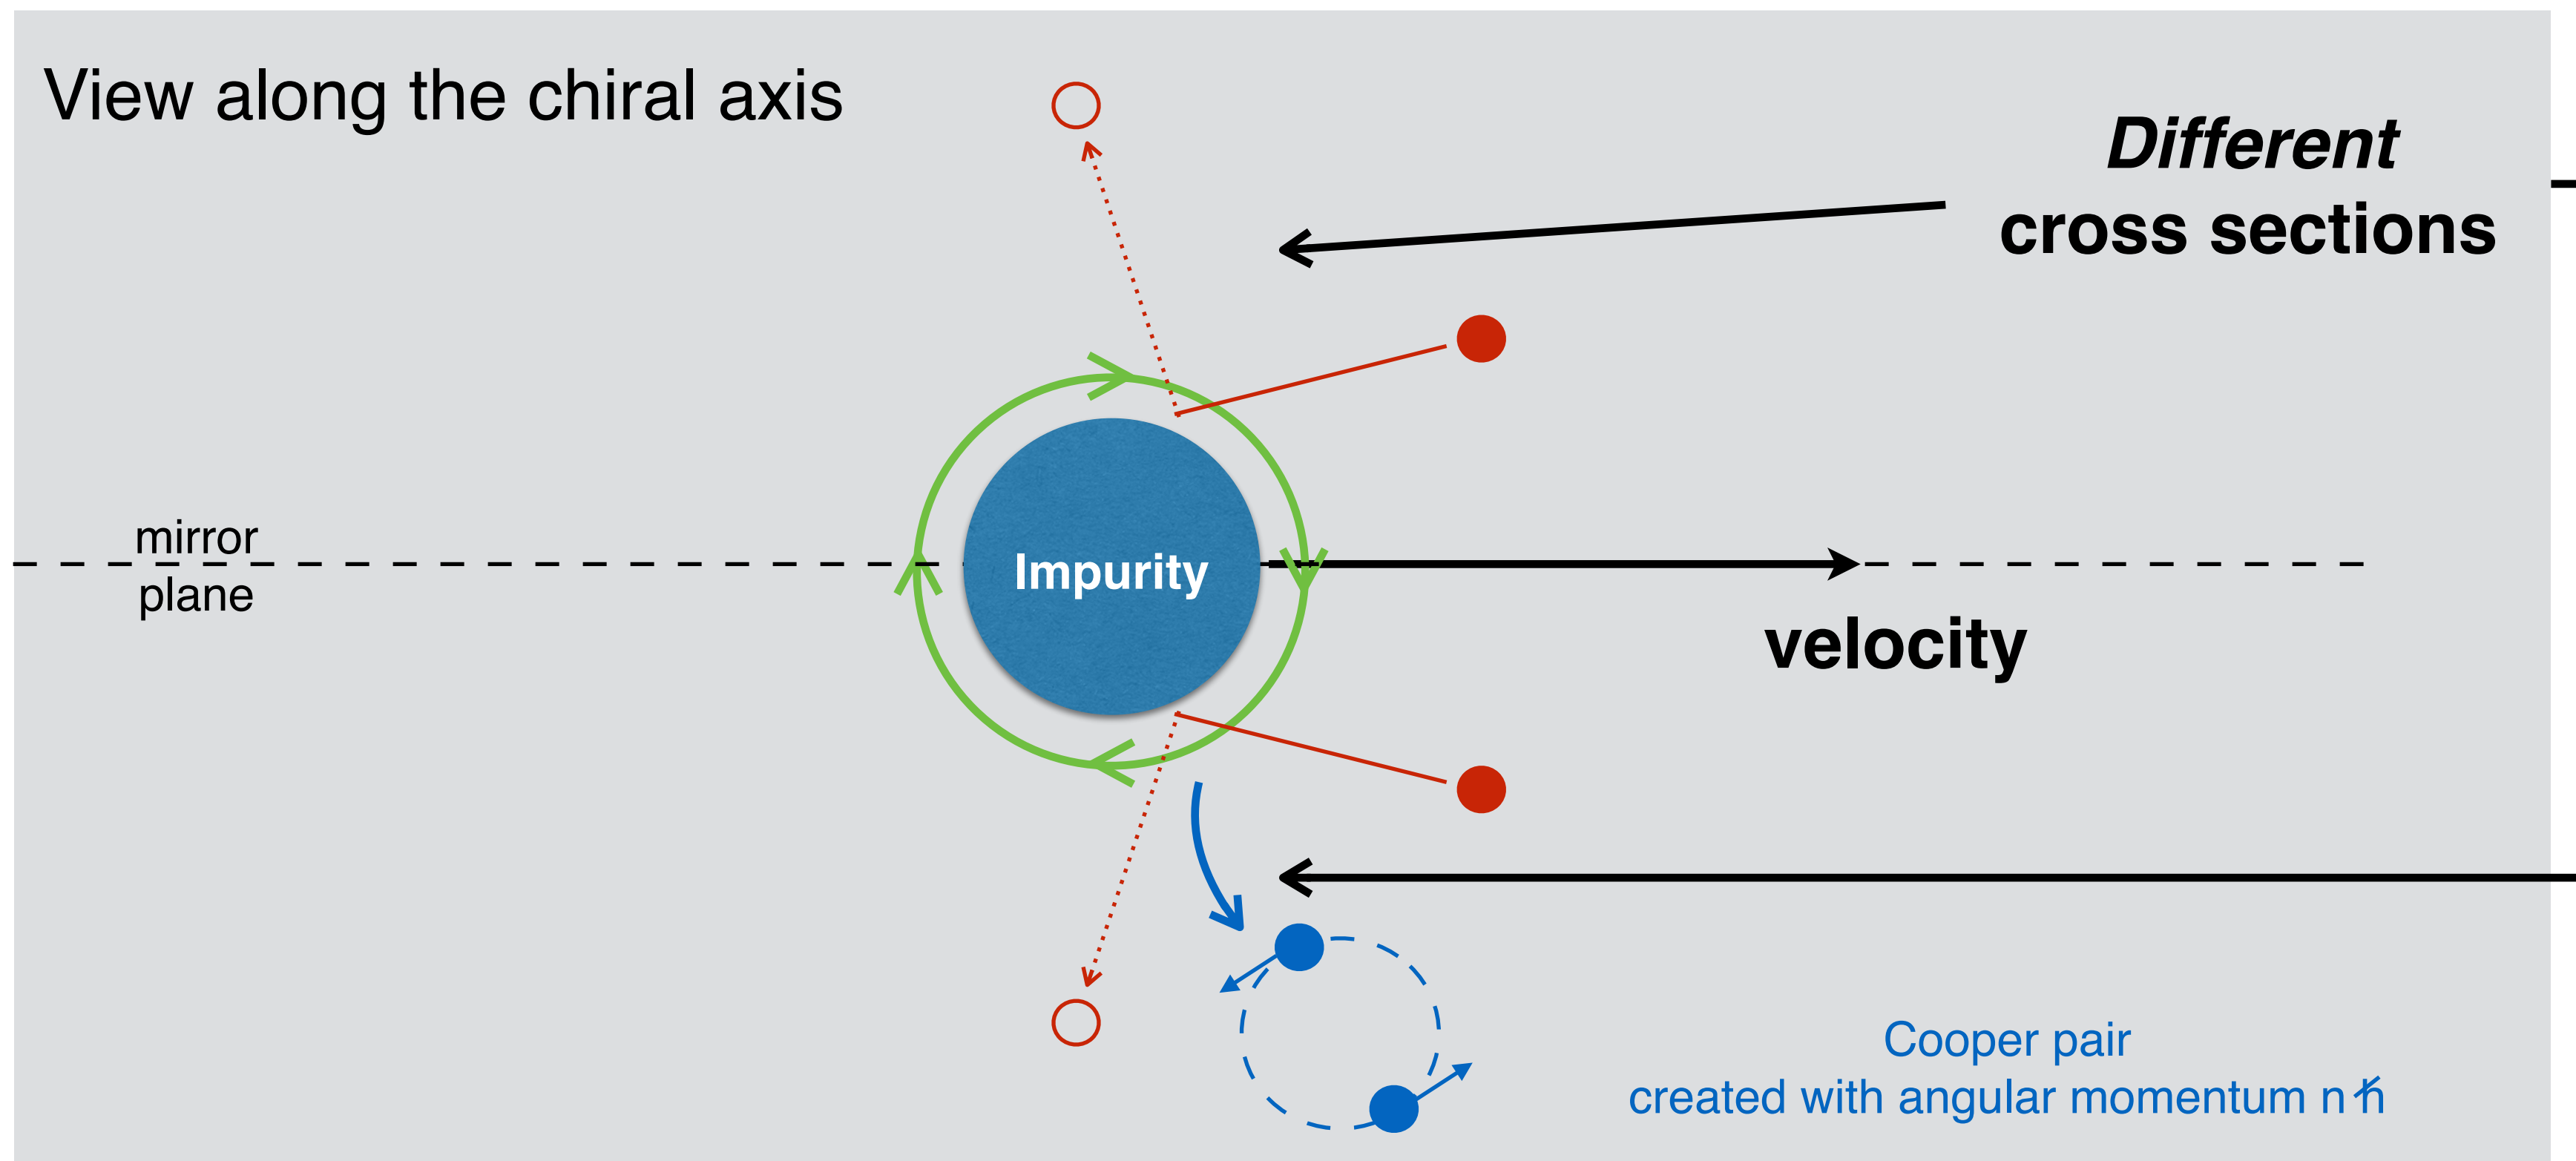 View along the chiral axis
Different
cross sections
mirror
plane
Impurity
velocity
Cooper pair
created with angular momentum n ħ